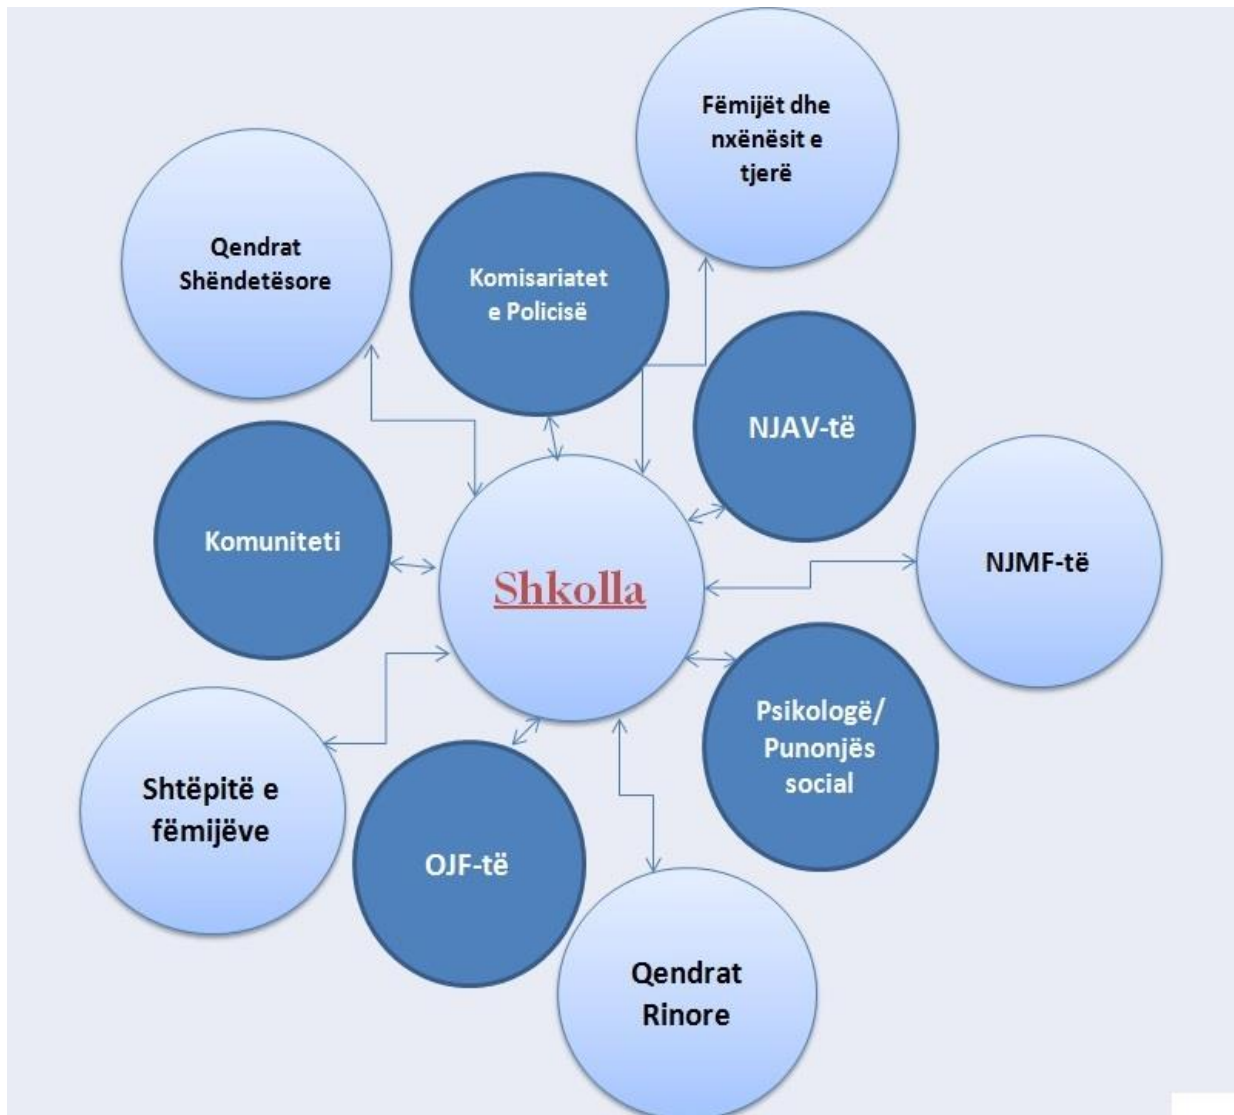 Fëmijët dhe
nxënësit e
tjerë
Qendrat
Shëndetësore
Komisariatet
e Policisë
NJAV-të
Komuniteti
NJMF-të
Shkolla
Psikologë/
Punonjës
social
Shtëpitë e
fëmijëve
OJF-të
Qendrat
Rinore